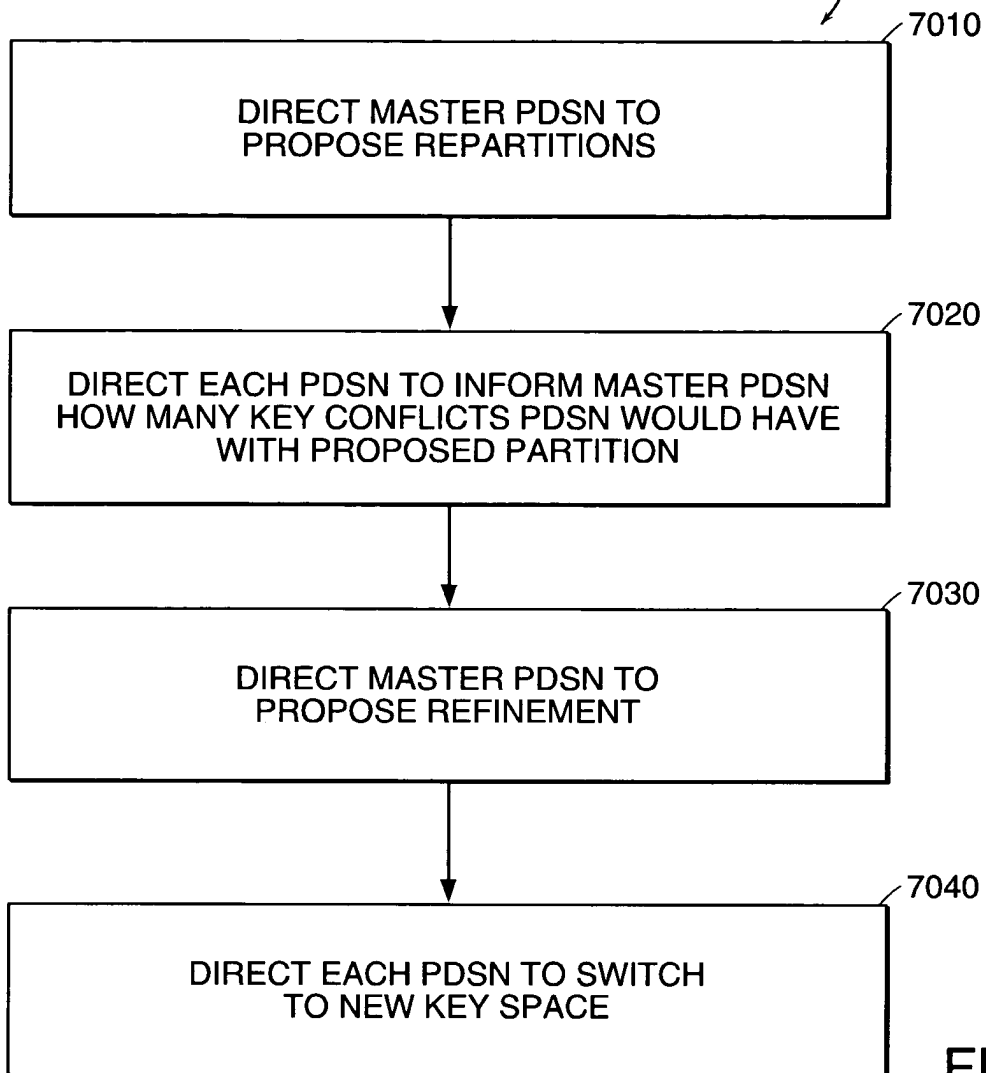 7010
DIRECT MASTER PDSN TO
PROPOSE REPARTITIONS
7020
DIRECT EACH PDSN TO INFORM MASTER PDSN
HOW MANY KEY CONFLICTS PDSN WOULD HAVE
WITH PROPOSED PARTITION
7030
DIRECT MASTER PDSN TO
PROPOSE REFINEMENT
7040
DIRECT EACH PDSN TO SWITCH
TO NEW KEY SPACE